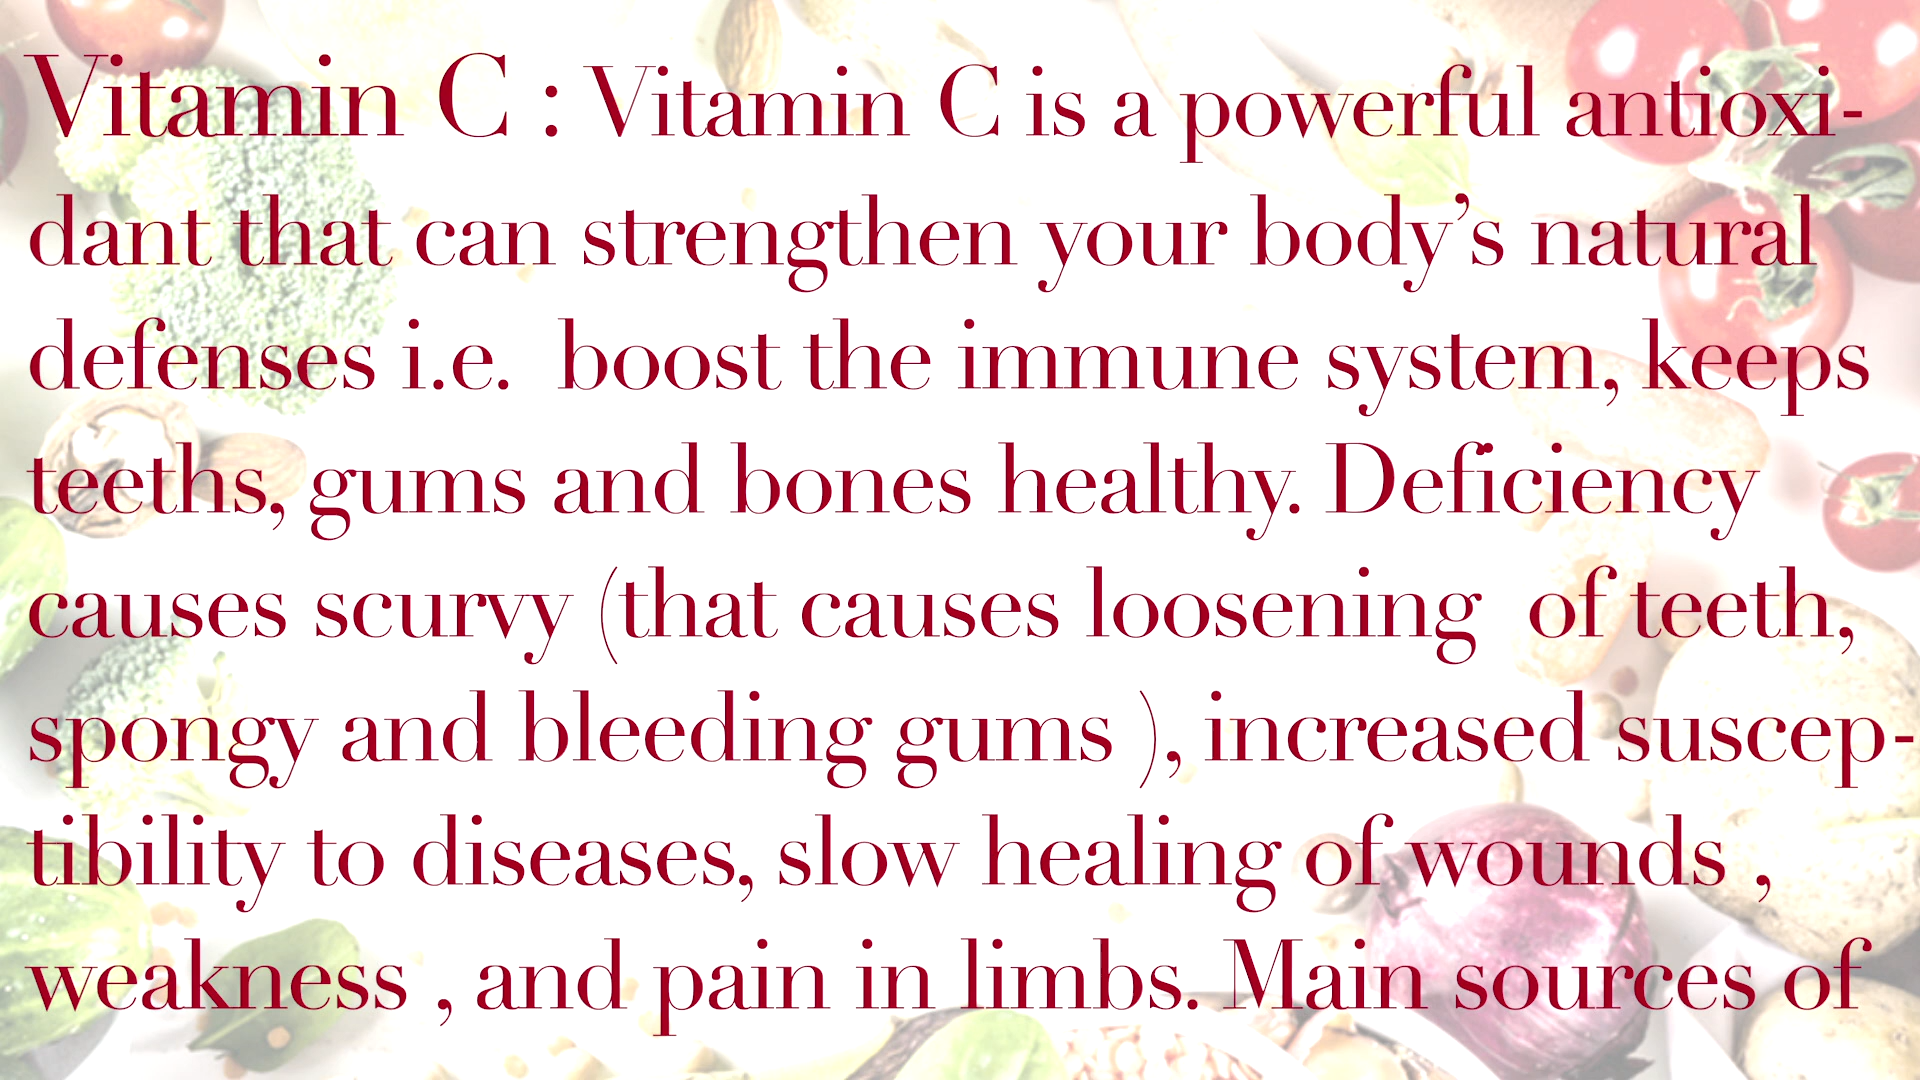 Vitamin C : Vitamin C is a powerful antioxi-
dant that can strengthen your body’s natural
defenses i.e.  boost the immune system, keeps
teeths, gums and bones healthy. Deficiency
causes scurvy (that causes loosening  of teeth,
spongy and bleeding gums ), increased suscep-
tibility to diseases, slow healing of wounds ,
weakness , and pain in limbs. Main sources of